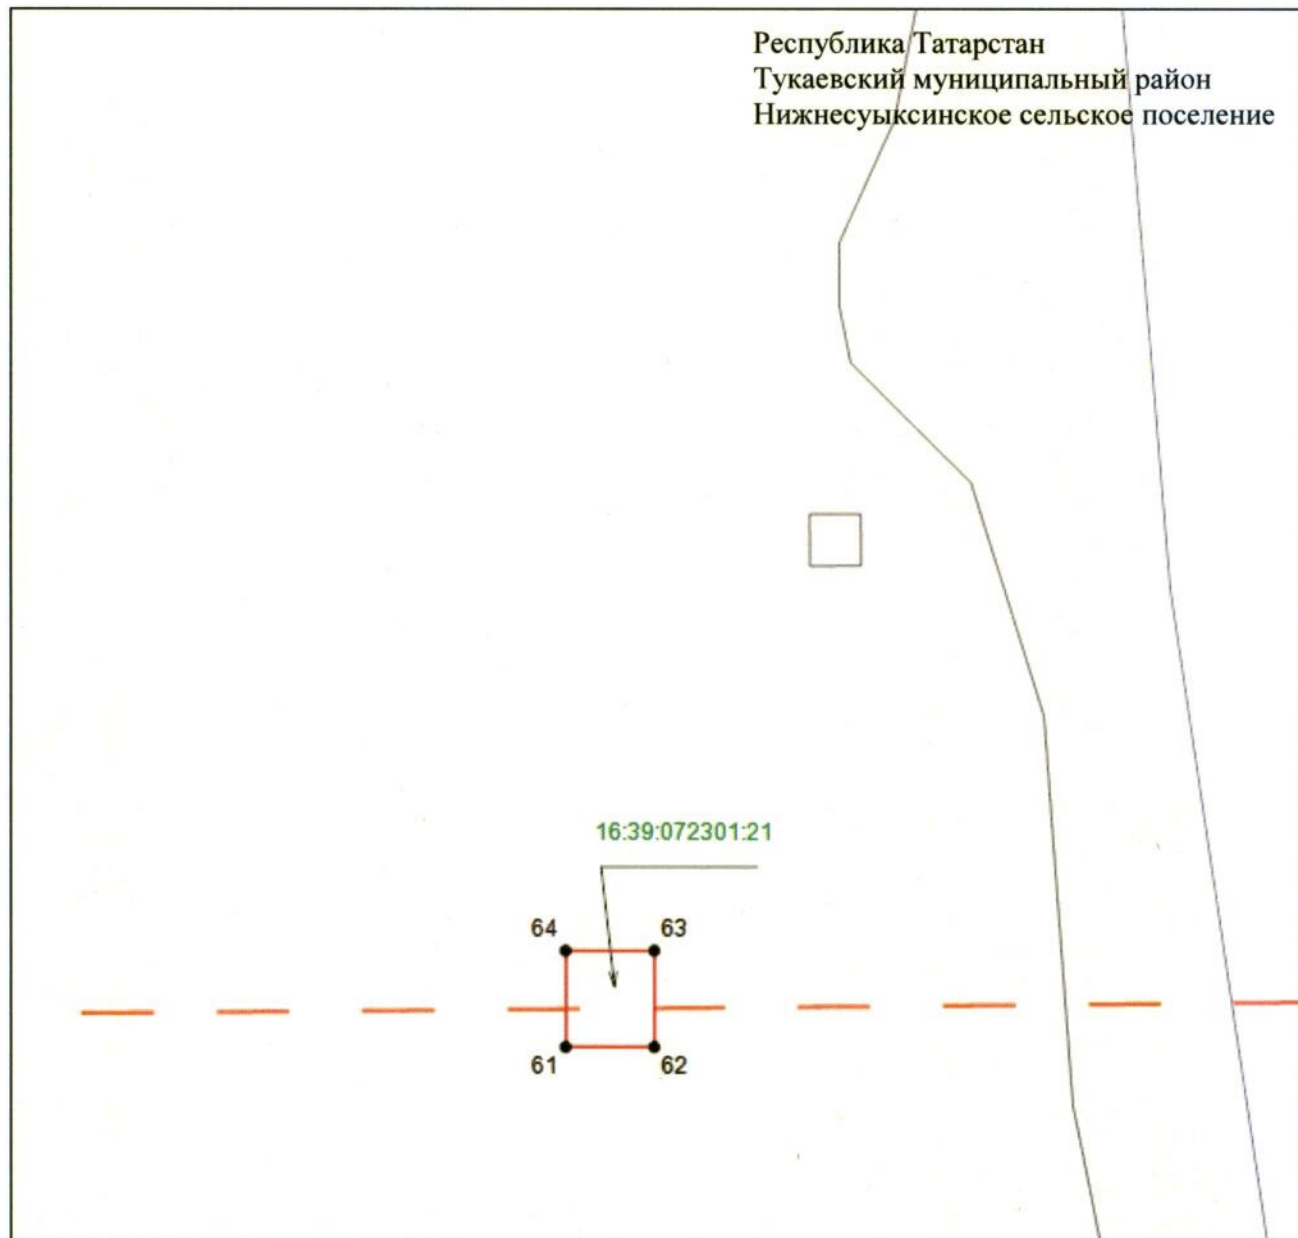 Республика Татарстан
Тукаевский муниципальный район
Нижнесуыксинское сельское поселение
16:39:072301:21
64 63
61 62